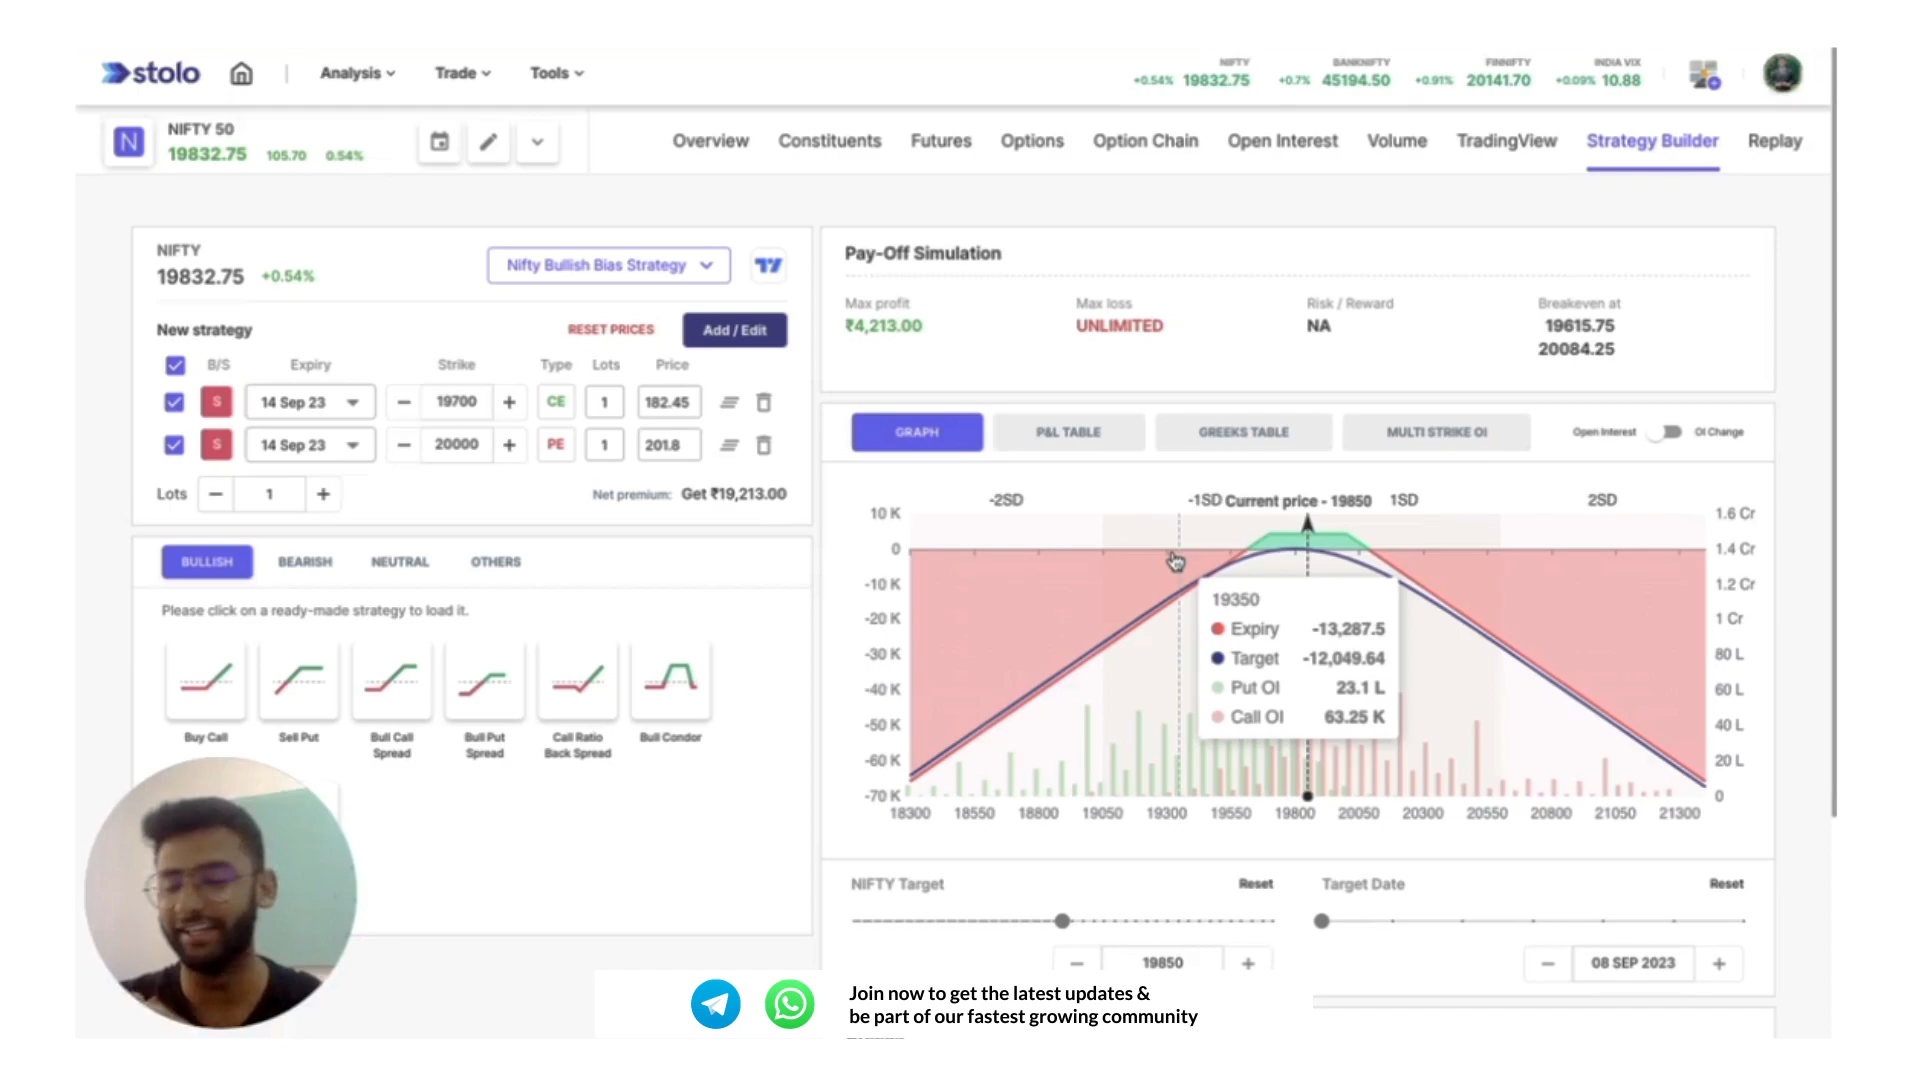 stolo
Analysis
Trade
Tools
NIFTY
+0.54% 19832.75
BANKNIFTY
+0.7% 45194.50
FINNIFTY
+0.91% 20141.70
INDIA VIX
+0.09% 10.88
N
NIFTY 50
19832.75 105.70 0.54%
Overview Constituents Futures Options Option Chain Open Interest Volume TradingView Strategy Builder Replay
NIFTY
19832.75 +0.54%
Nifty Bullish Bias Strategy
New strategy
RESET PRICES
Add / Edit
B/S Expiry Strike Type Lots Price
S 14 Sep 23 − 19700 + CE 1 182.45
S 14 Sep 23 − 20000 + PE 1 201.8
Lots − 1 +
Net premium: Get ₹19,213.00
BULLISH BEARISH NEUTRAL OTHERS
Please click on a ready-made strategy to load it.
Buy Call
Sell Put
Bull Call
Spread
Bull Put
Spread
Call Ratio
Back Spread
Bull Condor
Pay-Off Simulation
Max profit
₹4,213.00
Max loss
UNLIMITED
Risk / Reward
NA
Breakeven at
19615.75
20084.25
GRAPH P&L TABLE GREEKS TABLE MULTI STRIKE OI
Open Interest OI Change
-2SD -1SD Current price - 19850 1SD 2SD
10 K
0
-10 K
-20 K
-30 K
-40 K
-50 K
-60 K
-70 K
1.6 Cr
1.4 Cr
1.2 Cr
1 Cr
80 L
60 L
40 L
20 L
0
19350
Expiry -13,287.5
Target -12,049.64
Put OI 23.1 L
Call OI 63.25 K
18300 18550 18800 19050 19300 19550 19800 20050 20300 20550 20800 21050 21300
NIFTY Target Reset
− 19850 +
Target Date Reset
− 08 SEP 2023 +
Join now to get the latest updates &
be part of our fastest growing community